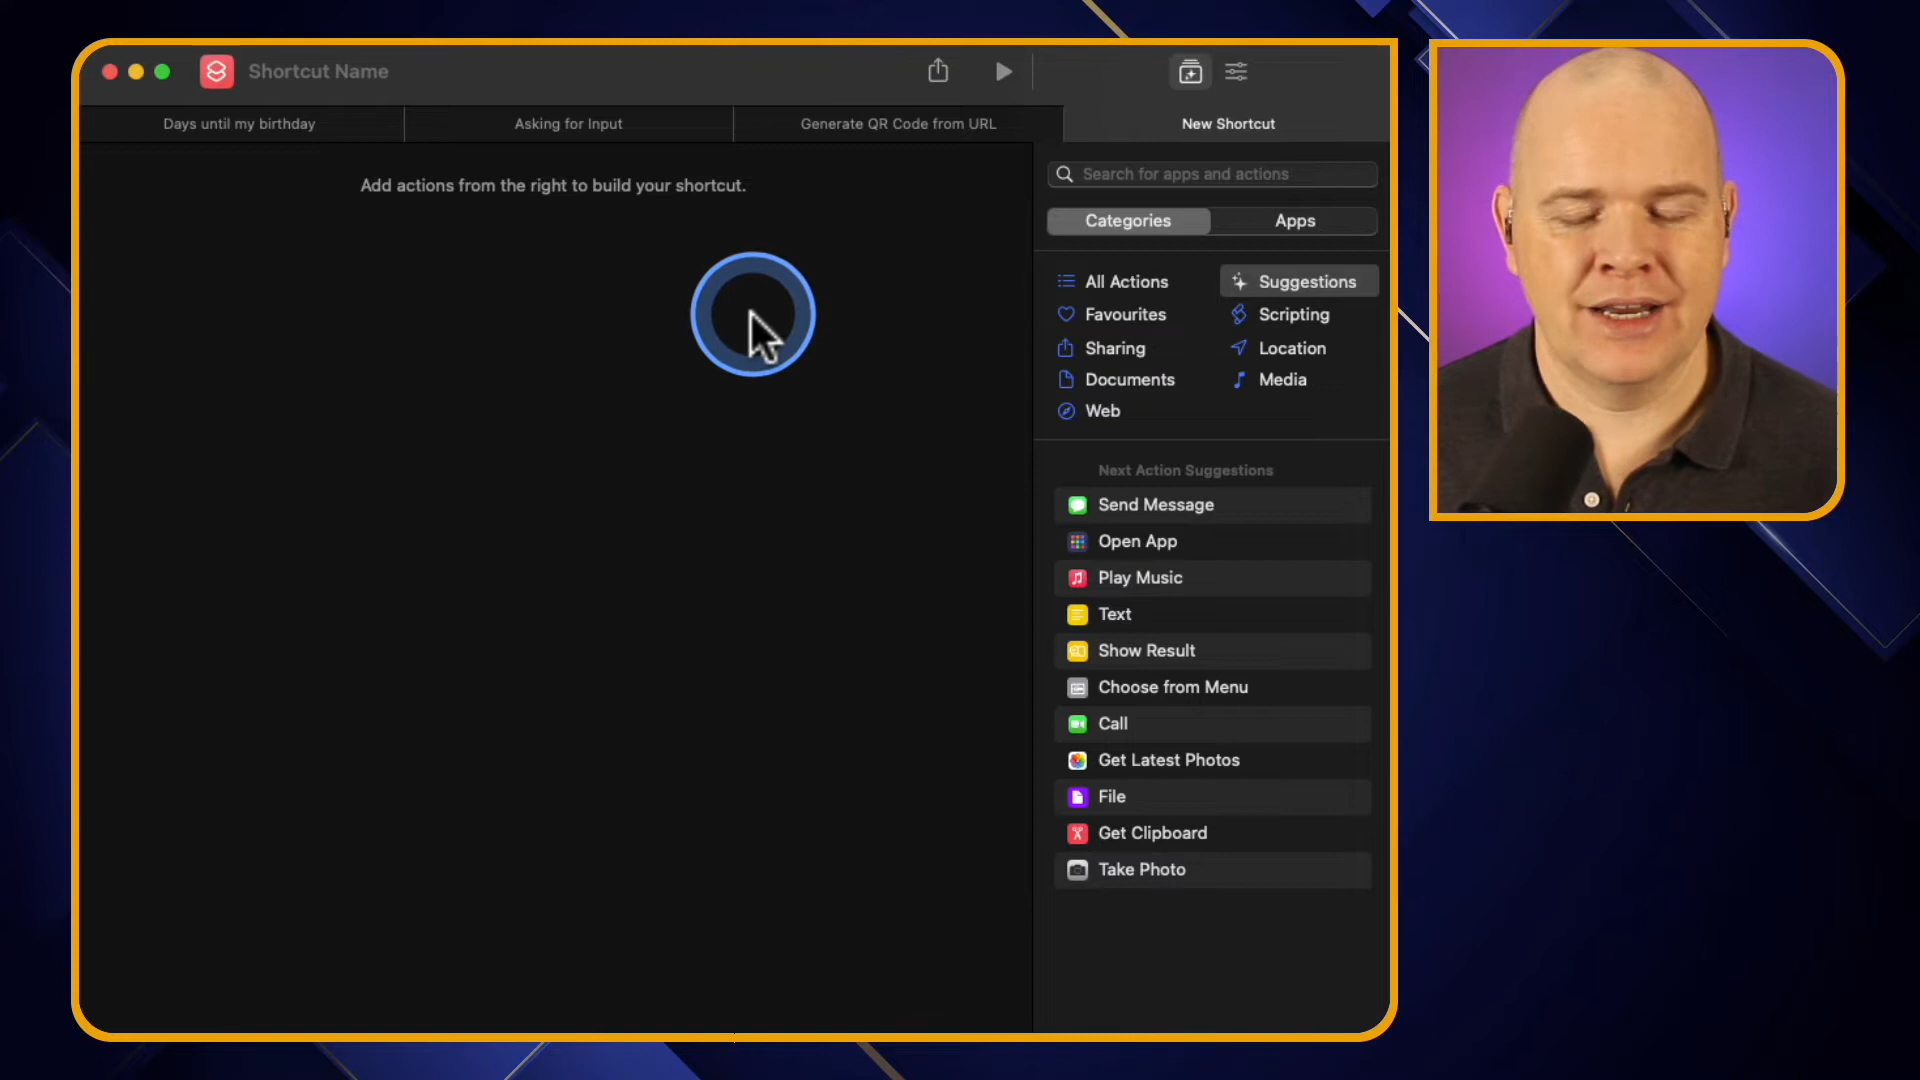 Shortcut Name
Days until my birthday
Asking for Input
Generate QR Code from URL
New Shortcut
Add actions from the right to build your shortcut.
Search for apps and actions
Categories
Apps
All Actions
Suggestions
Favourites
Scripting
Sharing
Location
Documents
Media
Web
Next Action Suggestions
Send Message
Open App
Play Music
Text
Show Result
Choose from Menu
Call
Get Latest Photos
File
Get Clipboard
Take Photo